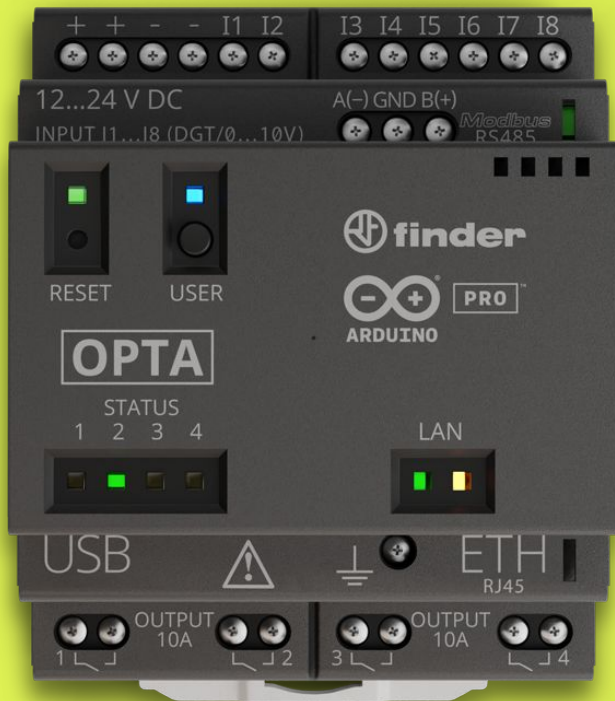 + + - - I1 I2 I3 I4 I5 I6 I7 I8
12...24 V DC
A(-) GND B(+)
Modbus
INPUT I1...I8 (DGT/0...10V)
RS485
finder
RESET USER
ARDUINO PRO™
OPTA
STATUS
1 2 3 4
LAN
USB
ETH
RJ45
OUTPUT
10A
OUTPUT
10A
1 2 3 4